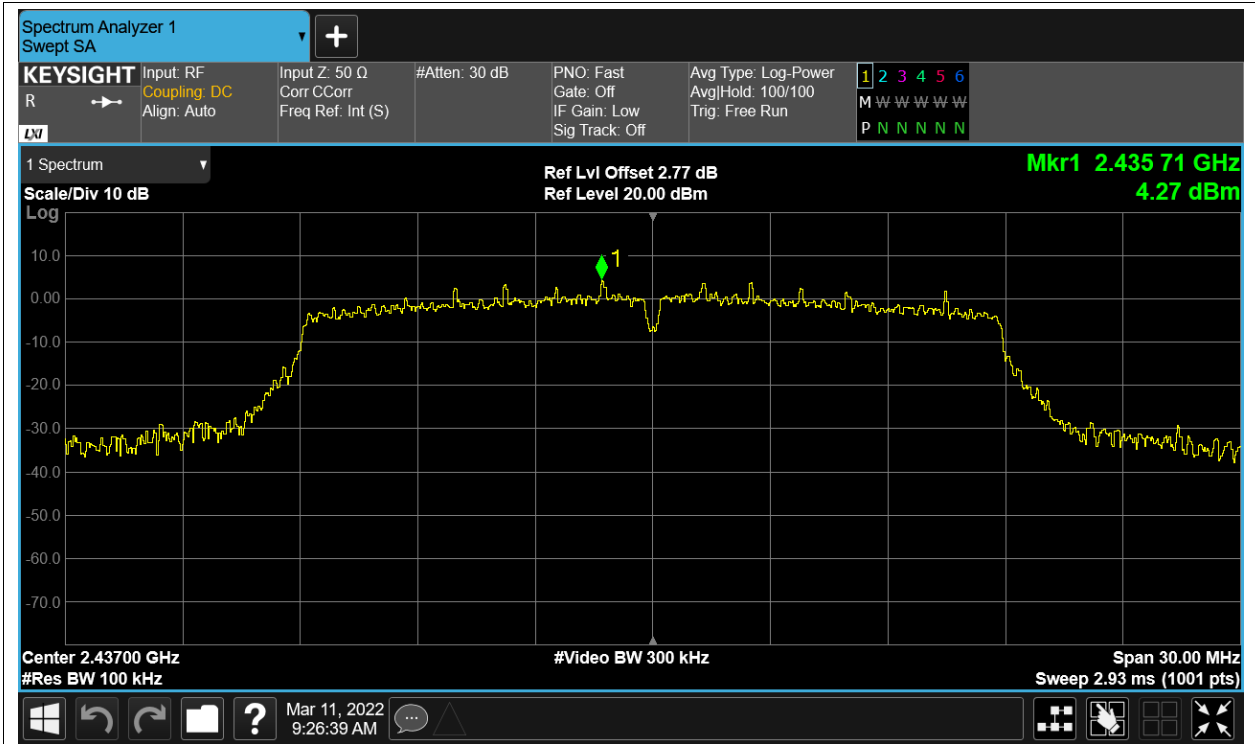 Spectrum Analyzer 1
Swept SA
KEYSIGHT
R
LXI
Input: RF
Coupling: DC
Align: Auto
Input Z: 50 Ω
Corr CCorr
Freq Ref: Int (S)
#Atten: 30 dB
PNO: Fast
Gate: Off
IF Gain: Low
Sig Track: Off
Avg Type: Log-Power
Avg|Hold: 100/100
Trig: Free Run
1 2 3 4 5 6
M W W W W W
P N N N N N
1 Spectrum
Scale/Div 10 dB
Log
Ref Lvl Offset 2.77 dB
Ref Level 20.00 dBm
Mkr1 2.435 71 GHz
4.27 dBm
1
10.0
0.00
-10.0
-20.0
-30.0
-40.0
-50.0
-60.0
-70.0
Center 2.43700 GHz
#Res BW 100 kHz
#Video BW 300 kHz
Span 30.00 MHz
Sweep 2.93 ms (1001 pts)
?
Mar 11, 2022
9:26:39 AM